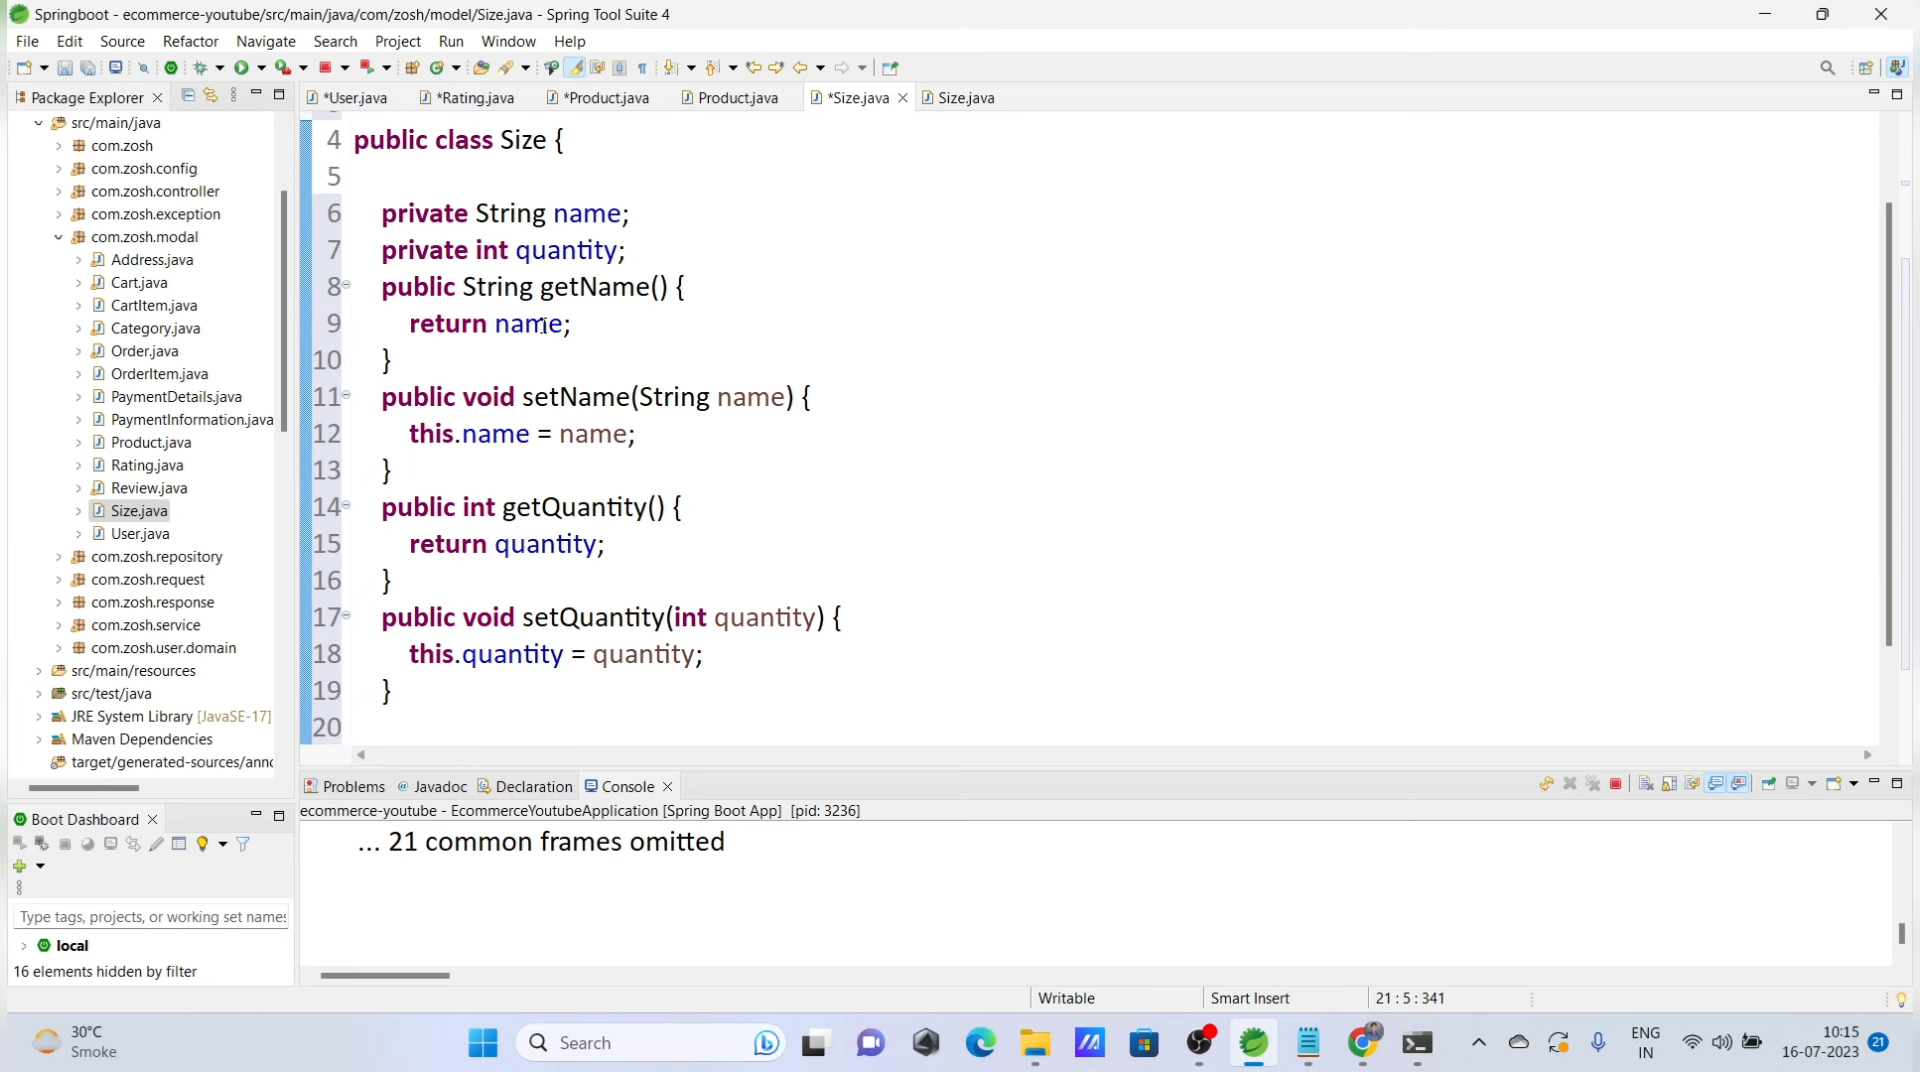 Springboot - ecommerce-youtube/src/main/java/com/zosh/model/Size.java - Spring Tool Suite 4
File Edit Source Refactor Navigate Search Project Run Window Help
Package Explorer
src/main/java
com.zosh
com.zosh.config
com.zosh.controller
com.zosh.exception
com.zosh.modal
Address.java
Cart.java
CartItem.java
Category.java
Order.java
OrderItem.java
PaymentDetails.java
PaymentInformation.java
Product.java
Rating.java
Review.java
Size.java
User.java
com.zosh.repository
com.zosh.request
com.zosh.response
com.zosh.service
com.zosh.user.domain
src/main/resources
src/test/java
JRE System Library [JavaSE-17]
Maven Dependencies
target/generated-sources/anno
*User.java *Rating.java *Product.java Product.java *Size.java Size.java
4 public class Size {
5
6 private String name;
7 private int quantity;
8 public String getName() {
9 return name;
10 }
11 public void setName(String name) {
12 this.name = name;
13 }
14 public int getQuantity() {
15 return quantity;
16 }
17 public void setQuantity(int quantity) {
18 this.quantity = quantity;
19 }
20
Problems Javadoc Declaration Console
ecommerce-youtube - EcommerceYoutubeApplication [Spring Boot App] [pid: 3236]
... 21 common frames omitted
Boot Dashboard
Type tags, projects, or working set names
local
16 elements hidden by filter
Writable Smart Insert 21 : 5 : 341
30°C
Smoke
Search
ENG
IN
10:15
16-07-2023
21